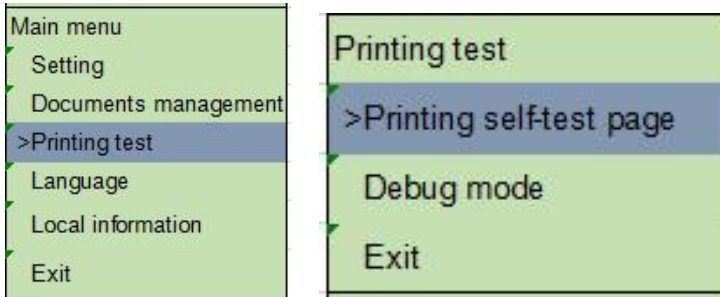 Main menu
Setting
Documents management
>Printing test
Language
Local information
Exit
Printing test
>Printing self-test page
Debug mode
Exit